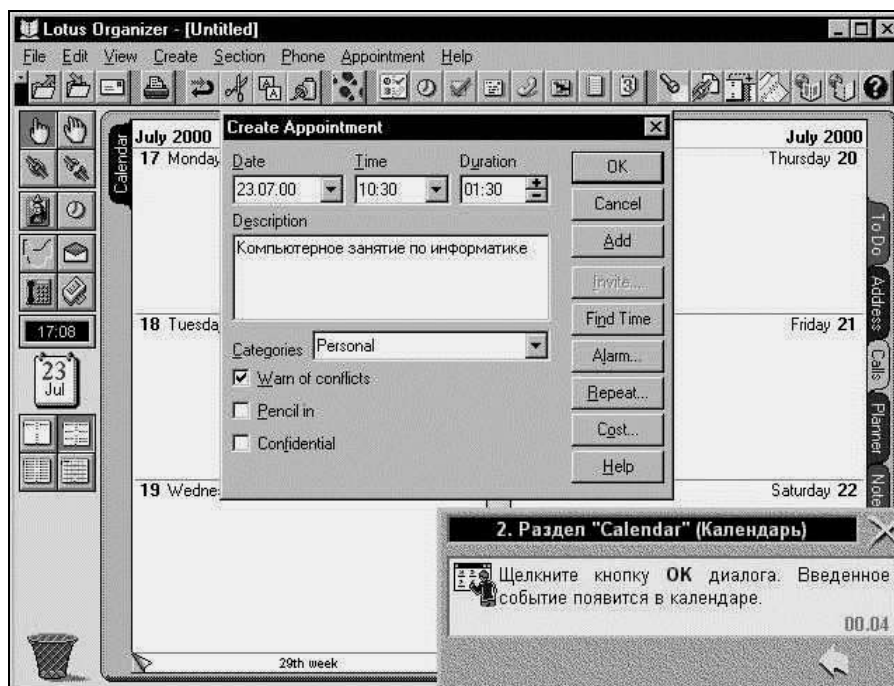 Lotus Organizer - [Untitled]
File Edit View Create Section Phone Appointment Help
Calendar
July 2000
17 Monday
18 Tuesda
19 Wednes
July 2000
Thursday 20
Friday 21
Saturday 22
Create Appointment
Date Time Duration
23.07.00 10:30 01:30
Description
Компьютерное занятие по информатике
Categories Personal
Warn of conflicts
Pencil in
Confidential
OK
Cancel
Add
Invite...
Find Time
Alarm...
Repeat...
Cost...
Help
17:08
23
Jul
To Do
Address
Calls
Planner
Note
29th week
2. Раздел "Calendar" (Календарь)
Щелкните кнопку OK диалога. Введенное
событие появится в календаре.
00.04